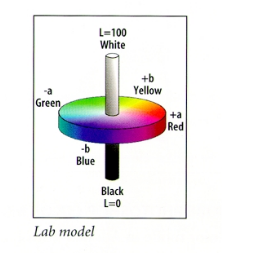 L=100
White
+b
Yellow
-a
Green
+a
Red
-b
Blue
Black
L=0
Lab model